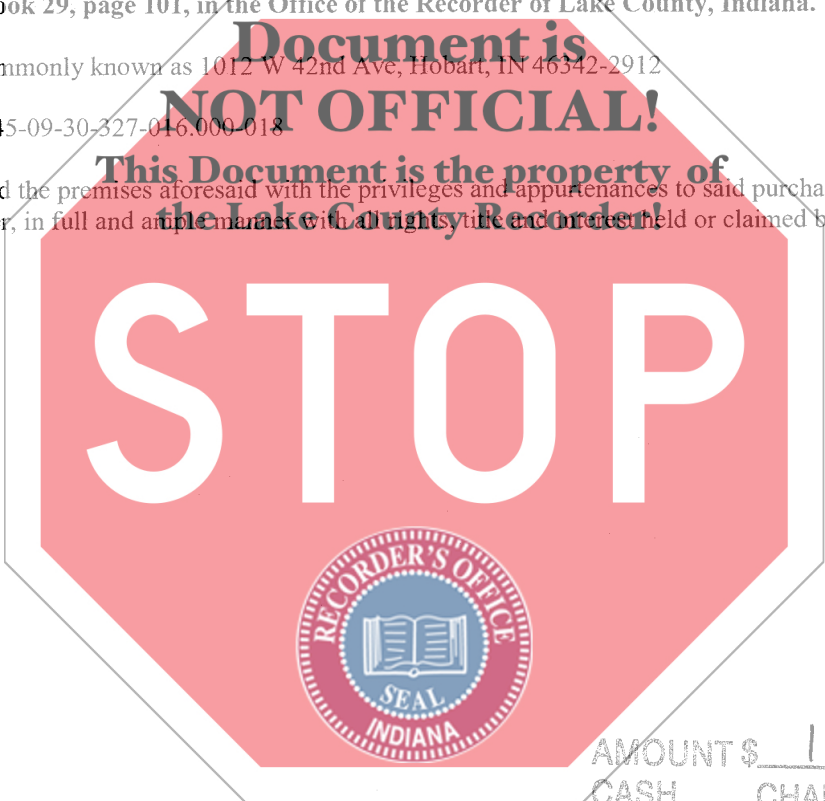 ook 29, page 101, in the Office of the Recorder of Lake County, Indiana.
Document is
mmonly known as 1012 W 42nd Ave, Hobart, IN 46342-2912
NOT OFFICIAL!
45-09-30-327-016.000-018
This Document is the property of
d the premises aforesaid with the privileges and appurtenances to said purcha
the Lake County Recorder!
r, in full and ample manner with all rights, title and interest held or claimed b
STOP
RECORDER'S OFFICE
SEAL
INDIANA
AMOUNT $ 1
CASH CHA